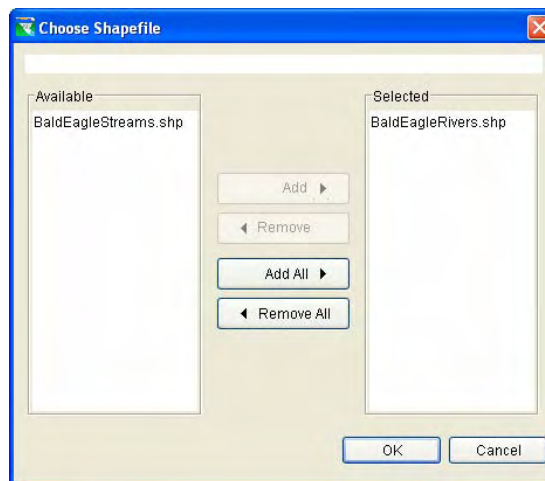 Choose Shapefile
Available
Selected
BaldEagleStreams.shp
BaldEagleRivers.shp
Add
Remove
Add All
Remove All
OK
Cancel